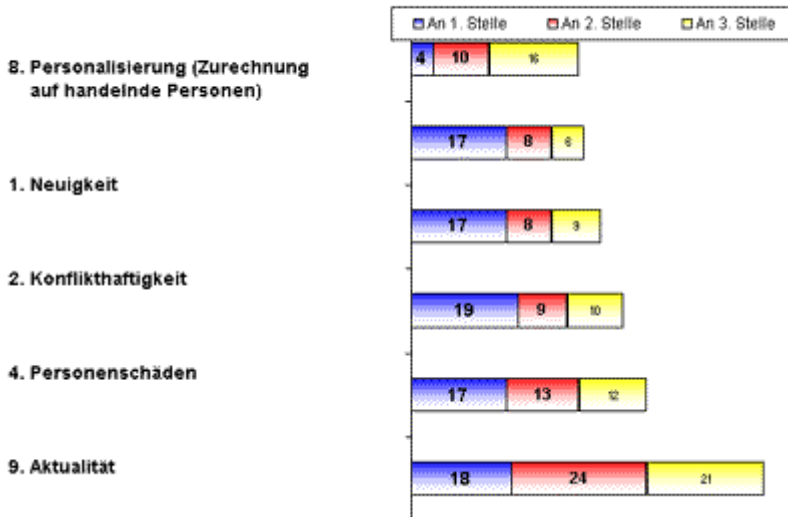 An 1. Stelle An 2. Stelle An 3. Stelle
8. Personalisierung (Zurechnung
auf handelnde Personen)
4 10 16
17 8 6
1. Neuigkeit
17 8 9
2. Konflikthaftigkeit
19 9 10
4. Personenschäden
17 13 12
9. Aktualität
18 24 21